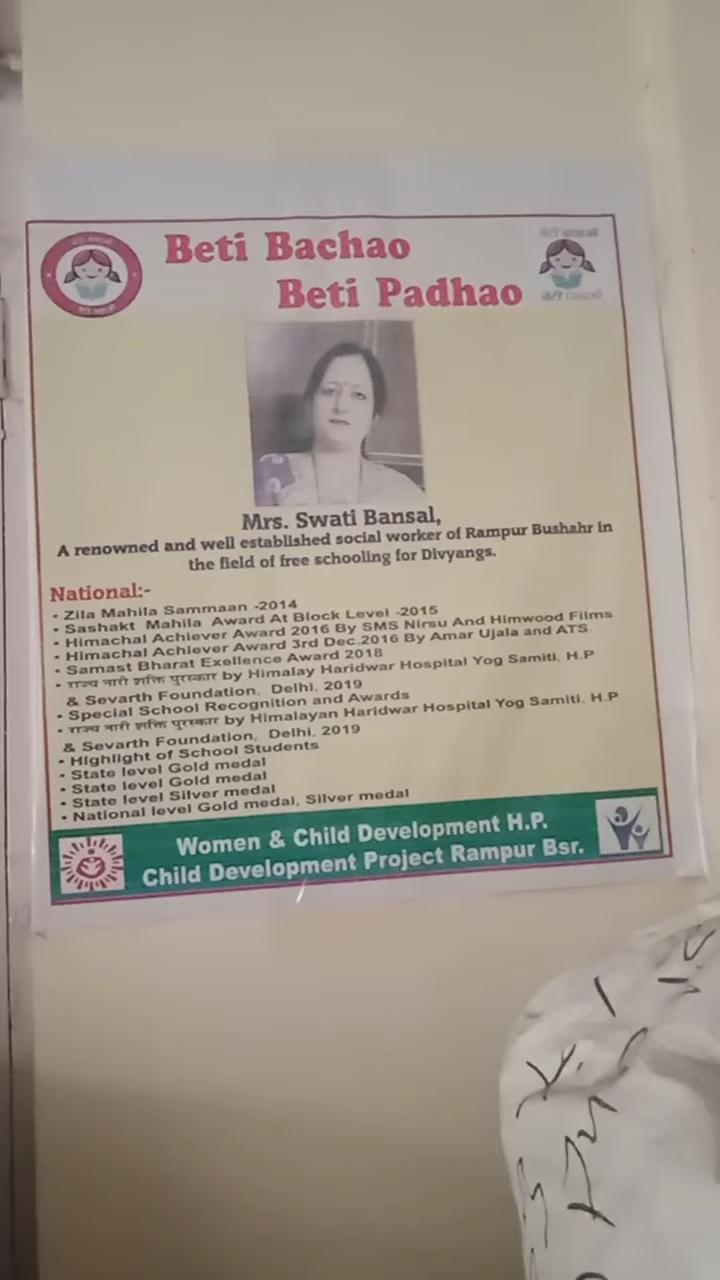 Beti Bachao
Beti Padhao
Mrs. Swati Bansal,
A renowned and well established social worker of Rampur Bushahr in
the field of free schooling for Divyangs.
National:-
• Zila Mahila Sammaan -2014
• Sashakt Mahila Award At Block Level -2015
• Himachal Achiever Award 2016 By SMS Nirsu And Himwood Films
• Himachal Achiever Award 3rd Dec.2016 By Amar Ujala and ATS.
• Samast Bharat Exellence Award 2018
• राज्य नारी शक्ति पुरस्कार by Himalay Haridwar Hospital Yog Samiti, H.P
& Sevarth Foundation, Delhi, 2019
• Special School Recognition and Awards
• राज्य नारी शक्ति पुरस्कार by Himalayan Haridwar Hospital Yog Samiti, H.P
& Sevarth Foundation, Delhi, 2019
• Highlight of School Students
• State level Gold medal
• State level Gold medal
• State level Silver medal
• National level Gold medal, Silver medal
Women & Child Development H.P.
Child Development Project Rampur Bsr.